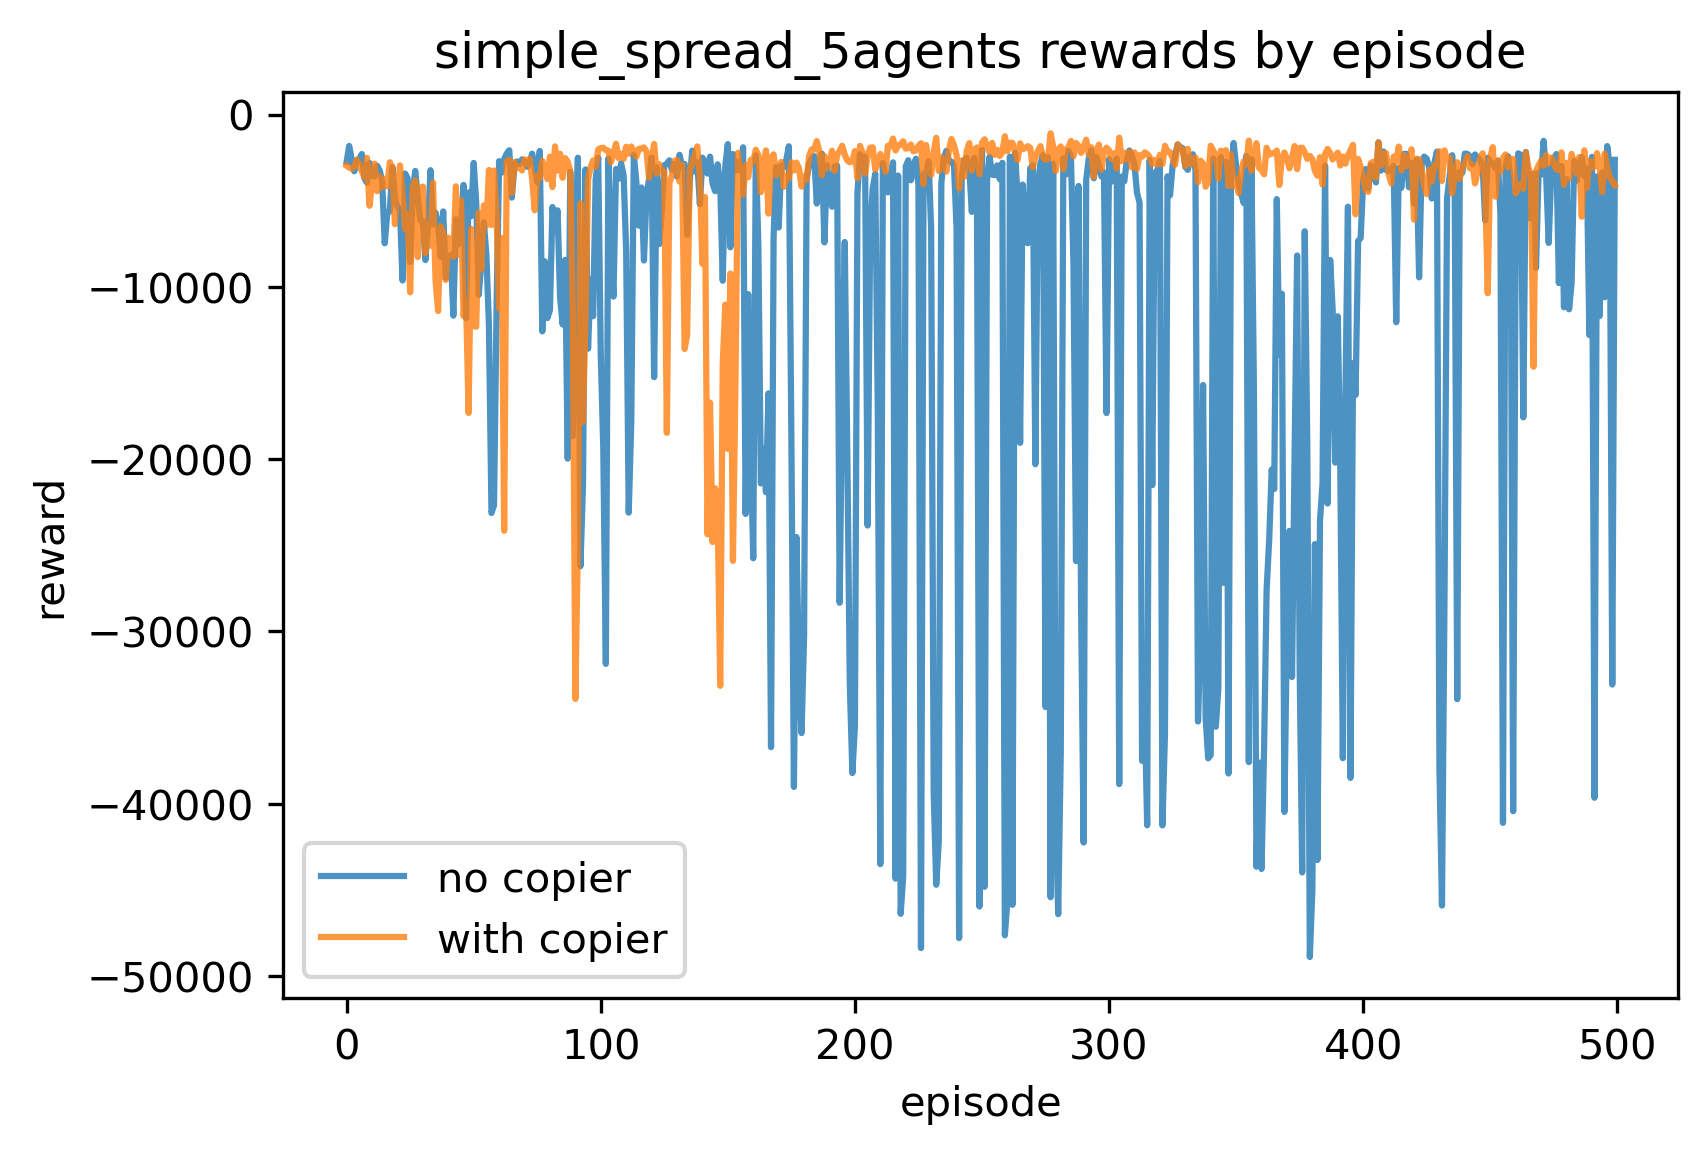 simple_spread_5agents rewards by episode
0
−10000
−20000
−30000
−40000
−50000
reward
no copier
with copier
0 100 200 300 400 500
episode